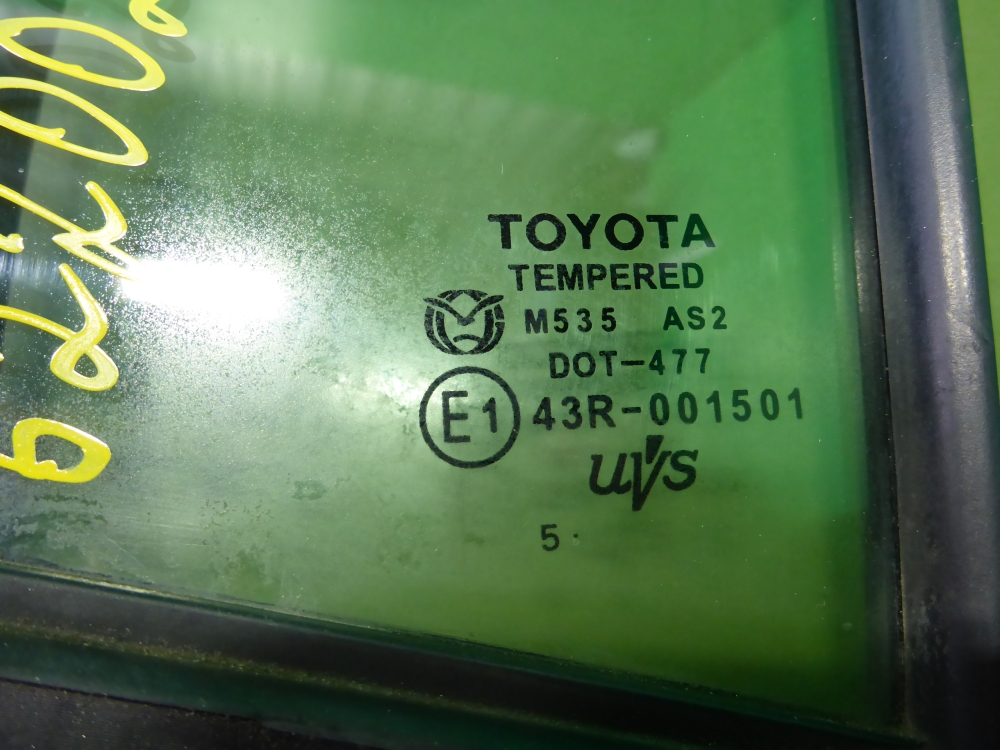 TOYOTA
TEMPERED
M535 AS2
DOT-477
E1 43R-001501
uVs
5.